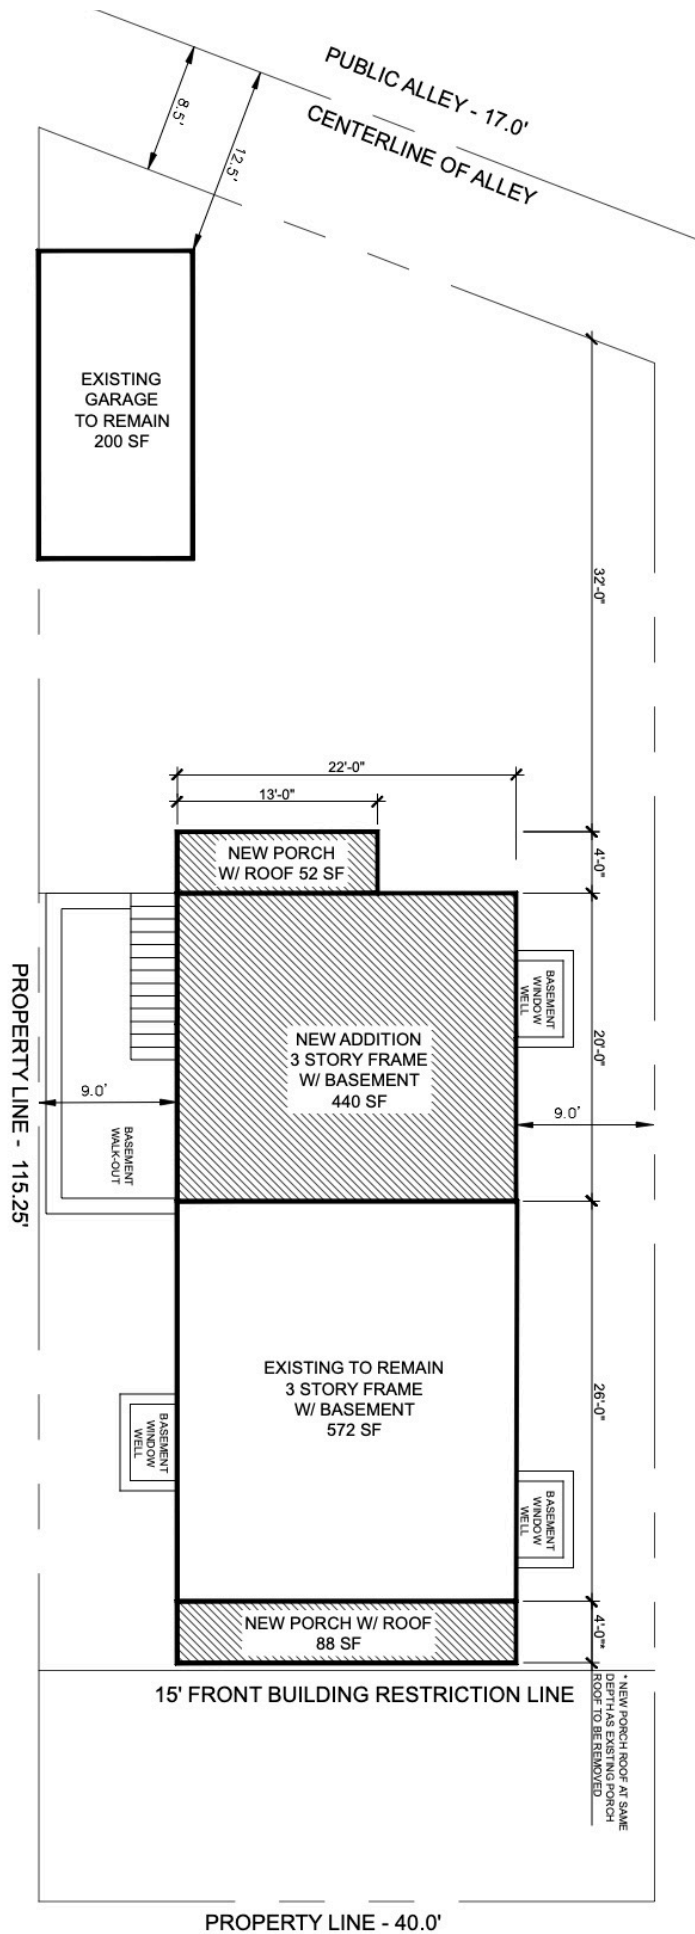 PUBLIC ALLEY - 17.0'
CENTERLINE OF ALLEY
8.5'
12.5'
EXISTING
GARAGE
TO REMAIN
200 SF
32'-0"
22'-0"
13'-0"
NEW PORCH
W/ ROOF 52 SF
4'-0"
BASEMENT
WINDOW
WELL
20'-0"
NEW ADDITION
3 STORY FRAME
W/ BASEMENT
440 SF
9.0'
9.0'
BASEMENT
WALK-OUT
PROPERTY LINE - 115.25'
EXISTING TO REMAIN
3 STORY FRAME
W/ BASEMENT
572 SF
26'-0"
BASEMENT
WINDOW
WELL
BASEMENT
WINDOW
WELL
NEW PORCH W/ ROOF
88 SF
4'-0"*
15' FRONT BUILDING RESTRICTION LINE
* NEW PORCH ROOF AT SAME
DEPTH AS EXISTING PORCH
ROOF TO BE REMOVED
PROPERTY LINE - 40.0'